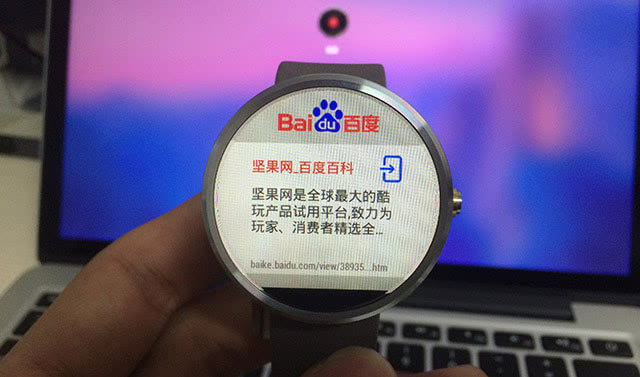 Bai du 百度
坚果网_百度百科
坚果网是全球最大的酷
玩产品试用平台,致力为
玩家、消费者精选全...
baike.baidu.com/view/38935...htm